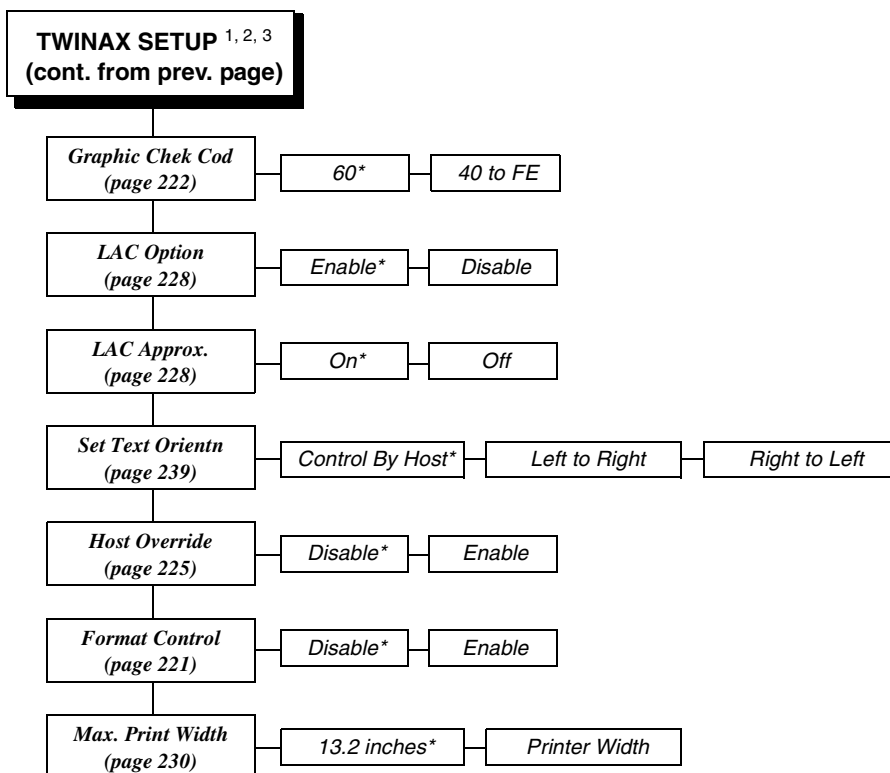 TWINAX SETUP 1, 2, 3
(cont. from prev. page)
Graphic Chek Cod
(page 222)
60*
40 to FE
LAC Option
(page 228)
Enable*
Disable
LAC Approx.
(page 228)
On*
Off
Set Text Orientn
(page 239)
Control By Host*
Left to Right
Right to Left
Host Override
(page 225)
Disable*
Enable
Format Control
(page 221)
Disable*
Enable
Max. Print Width
(page 230)
13.2 inches*
Printer Width